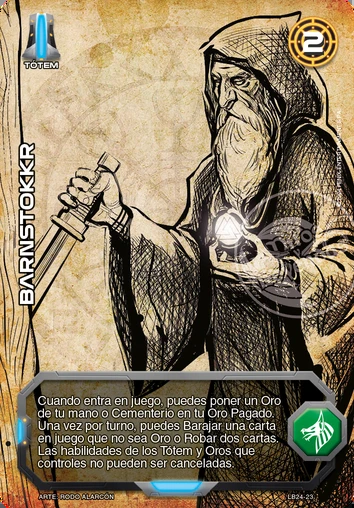 2
TÓTEM
BARNSTOKKR
Cuando entra en juego, puedes poner un Oro
de tu mano o Cementerio en tu Oro Pagado.
Una vez por turno, puedes Barajar una carta
en juego que no sea Oro o Robar dos cartas.
Las habilidades de los Tótem y Oros que
controles no pueden ser canceladas.
ARTE: RODO ALARCÓN
LB24-23